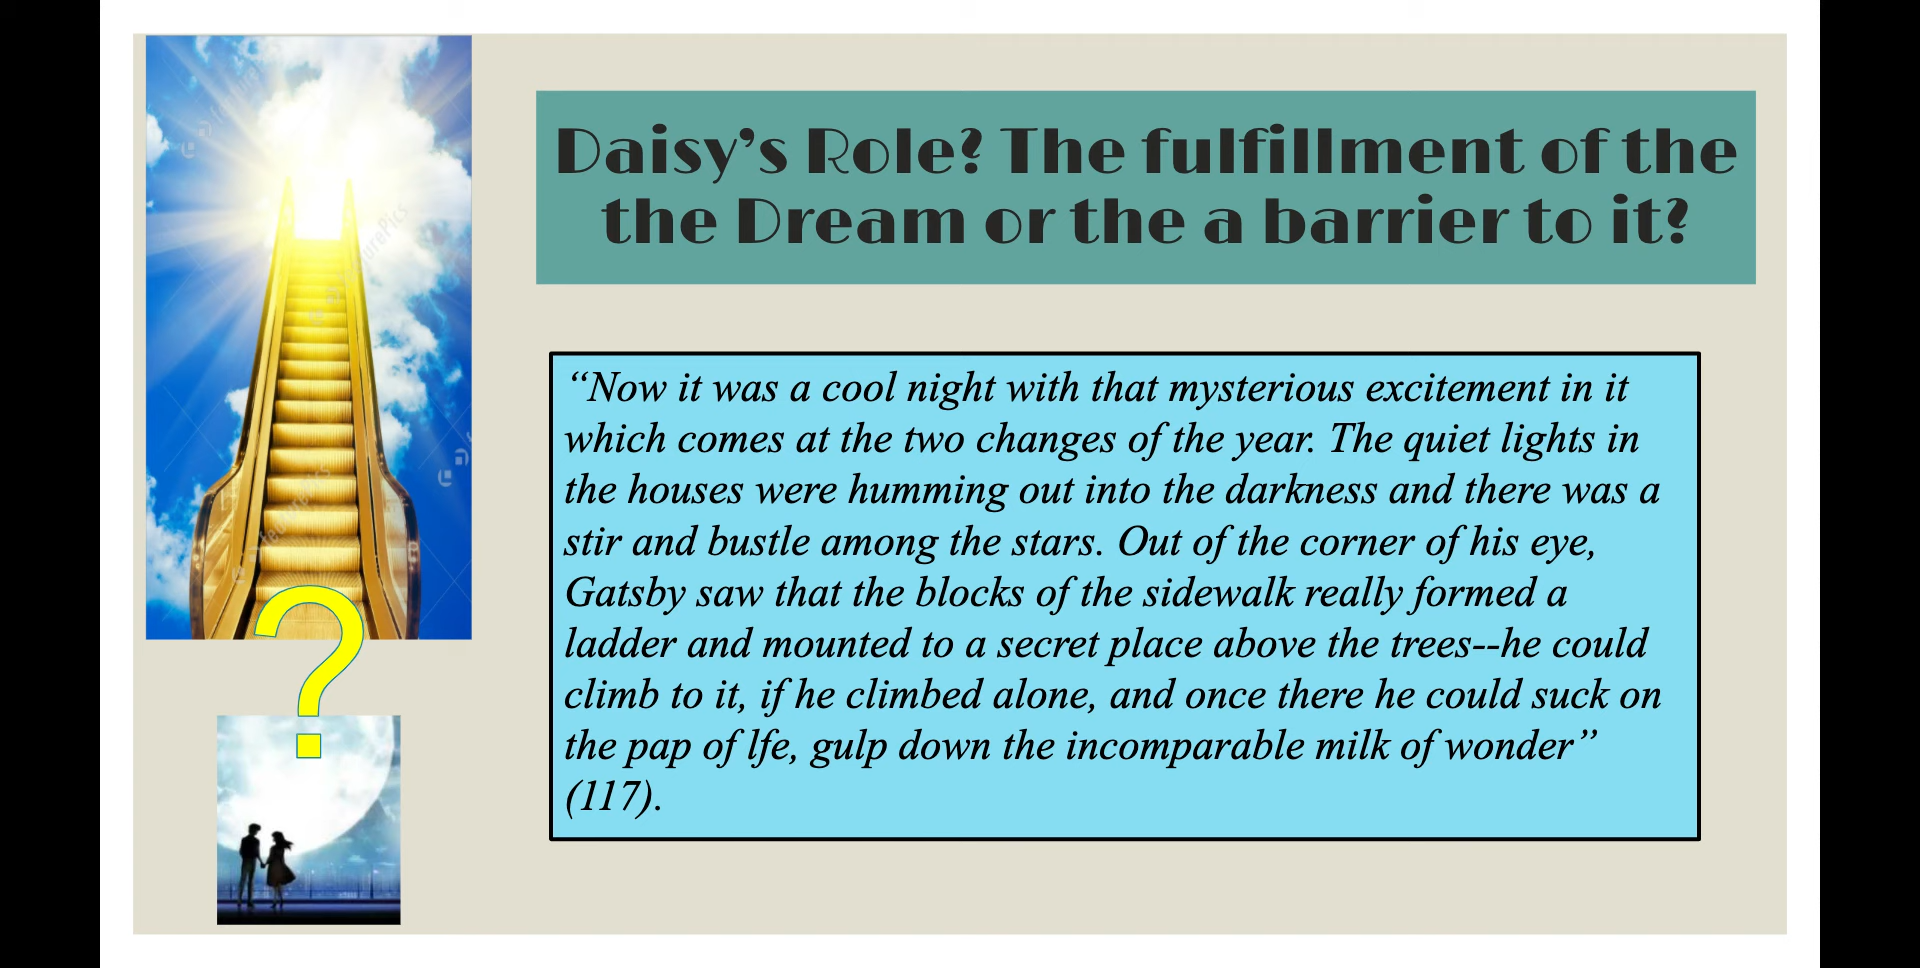 Daisy’s Role? The fulfillment of the
the Dream or the a barrier to it?
“Now it was a cool night with that mysterious excitement in it
which comes at the two changes of the year. The quiet lights in
the houses were humming out into the darkness and there was a
stir and bustle among the stars. Out of the corner of his eye,
Gatsby saw that the blocks of the sidewalk really formed a
ladder and mounted to a secret place above the trees--he could
climb to it, if he climbed alone, and once there he could suck on
the pap of lfe, gulp down the incomparable milk of wonder”
(117).
?